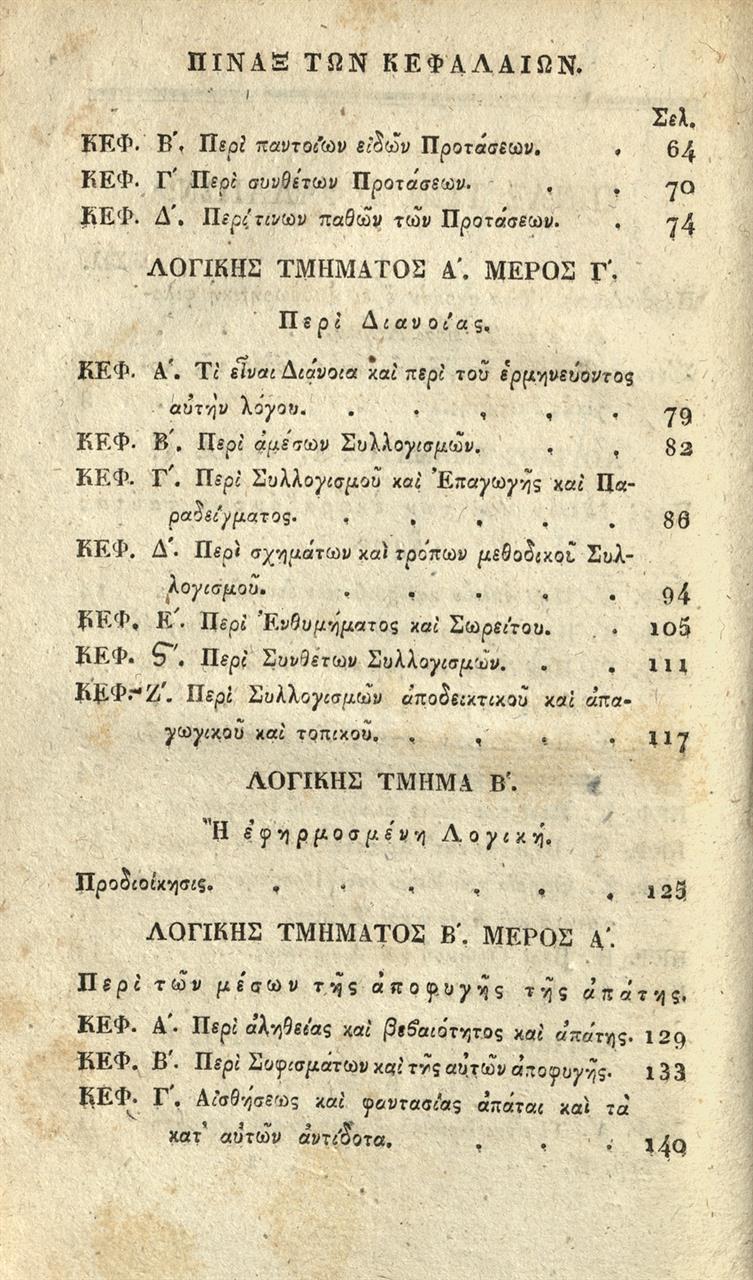 ΠΙΝΑΞ ΤΩΝ ΚΕΦΑΛΑΙΩΝ.
Σελ.
ΚΕΦ. Β΄. Περὶ παντοίων εἰδῶν Προτάσεων. . 64
ΚΕΦ. Γ΄ Περὶ συνθέτων Προτάσεων. . . 70
ΚΕΦ. Δ΄. Περί τινων παθῶν τῶν Προτάσεων. . 74
ΛΟΓΙΚΗΣ ΤΜΗΜΑΤΟΣ Α΄. ΜΕΡΟΣ Γ΄.
Περὶ Διανοίας.
ΚΕΦ. Α΄. Τὶ εἶναι Διάνοια καὶ περὶ τοῦ ἑρμηνεύοντος
αὐτὴν λόγου. . . . . . 79
ΚΕΦ. Β΄. Περὶ ἀμέσων Συλλογισμῶν. . . 82
ΚΕΦ. Γ΄. Περὶ Συλλογισμοῦ καὶ Ἐπαγωγῆς καὶ Πα-
ραδείγματος. . . . . . 86
ΚΕΦ. Δ΄. Περὶ σχημάτων καὶ τρόπων μεθοδικοῦ Συλ-
λογισμοῦ. . . . . . 94
ΚΕΦ. Ε΄. Περὶ Ἐνθυμήματος καὶ Σωρείτου. . 105
ΚΕΦ. Ϛ΄. Περὶ Συνθέτων Συλλογισμῶν. . . 111
ΚΕΦ. Ζ΄. Περὶ Συλλογισμῶν ἀποδεικτικοῦ καὶ ἀπα-
γωγικοῦ καὶ τοπικοῦ. . . . . 117
ΛΟΓΙΚΗΣ ΤΜΗΜΑ Β΄.
Ἡ ἐφηρμοσμένη Λογική.
Προδιοίκησις. . . . . . . 125
ΛΟΓΙΚΗΣ ΤΜΗΜΑΤΟΣ Β΄. ΜΕΡΟΣ Α΄.
Περὶ τῶν μέσων τῆς ἀποφυγῆς τῆς ἀπάτης.
ΚΕΦ. Α΄. Περὶ ἀληθείας καὶ βεβαιότητος καὶ ἀπάτης. 129
ΚΕΦ. Β΄. Περὶ Σοφισμάτων καὶ τῆς αὐτῶν ἀποφυγῆς. 133
ΚΕΦ. Γ΄. Αἰσθήσεως καὶ φαντασίας ἀπάται καὶ τὰ
κατ' αὐτῶν ἀντίδοτα. . . . 140